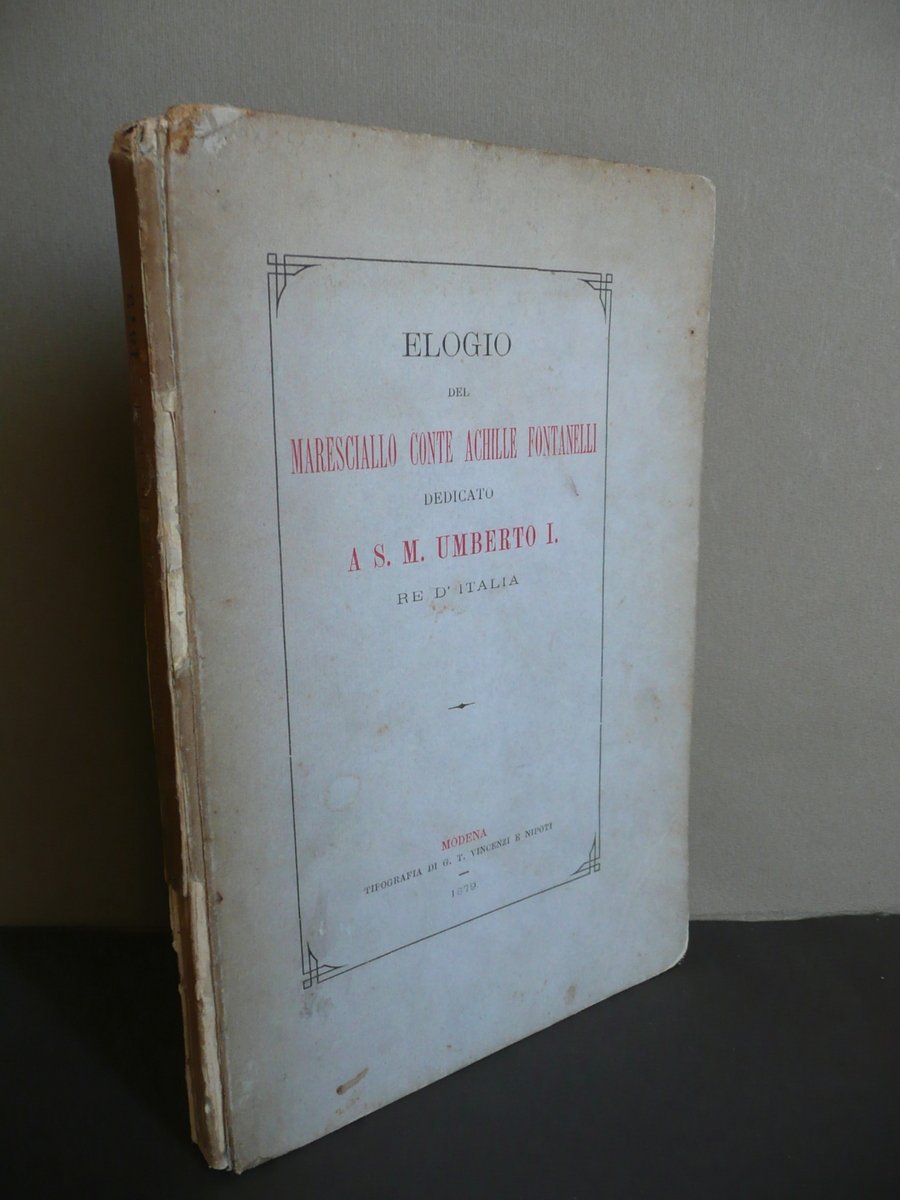 ELOGIO
DEL
MARESCIALLO CONTE ACHILLE FONTANELLI
DEDICATO
A S. M. UMBERTO I.
RE D' ITALIA
MODENA
TIPOGRAFIA DI G. T. VINCENZI E NIPOTI
1879